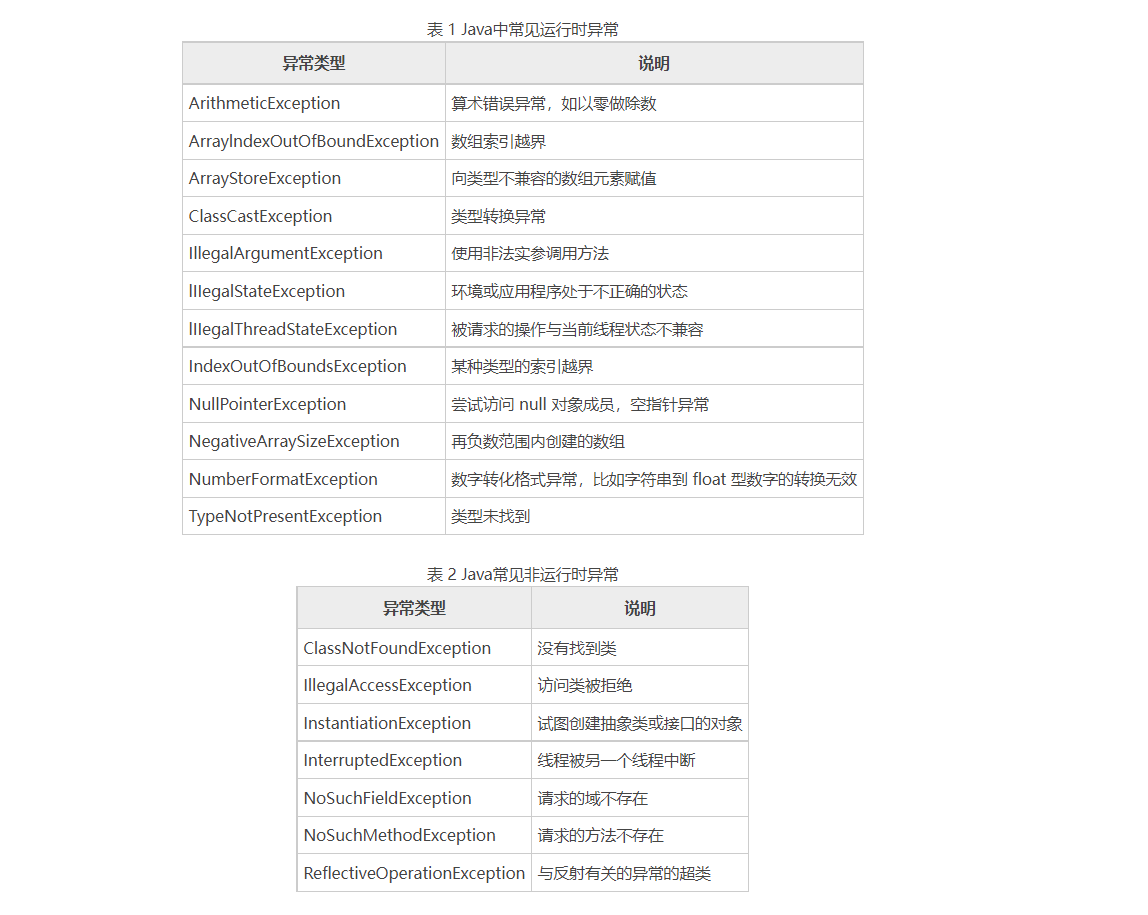 表 1 Java中常见运行时异常
异常类型 说明
ArithmeticException 算术错误异常，如以零做除数
ArraylndexOutOfBoundException 数组索引越界
ArrayStoreException 向类型不兼容的数组元素赋值
ClassCastException 类型转换异常
IllegalArgumentException 使用非法实参调用方法
lIIegalStateException 环境或应用程序处于不正确的状态
lIIegalThreadStateException 被请求的操作与当前线程状态不兼容
IndexOutOfBoundsException 某种类型的索引越界
NullPointerException 尝试访问 null 对象成员，空指针异常
NegativeArraySizeException 再负数范围内创建的数组
NumberFormatException 数字转化格式异常，比如字符串到 float 型数字的转换无效
TypeNotPresentException 类型未找到
表 2 Java常见非运行时异常
异常类型 说明
ClassNotFoundException 没有找到类
IllegalAccessException 访问类被拒绝
InstantiationException 试图创建抽象类或接口的对象
InterruptedException 线程被另一个线程中断
NoSuchFieldException 请求的域不存在
NoSuchMethodException 请求的方法不存在
ReflectiveOperationException 与反射有关的异常的超类